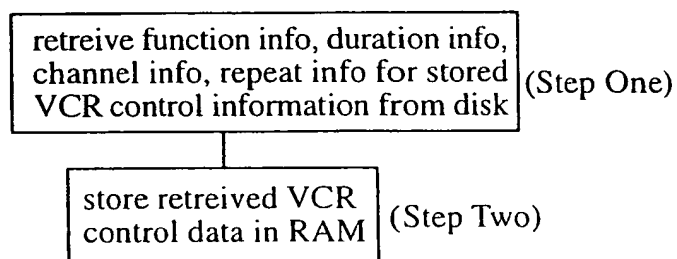 retreive function info, duration info,
channel info, repeat info for stored (Step One)
VCR control information from disk
store retreived VCR (Step Two)
control data in RAM